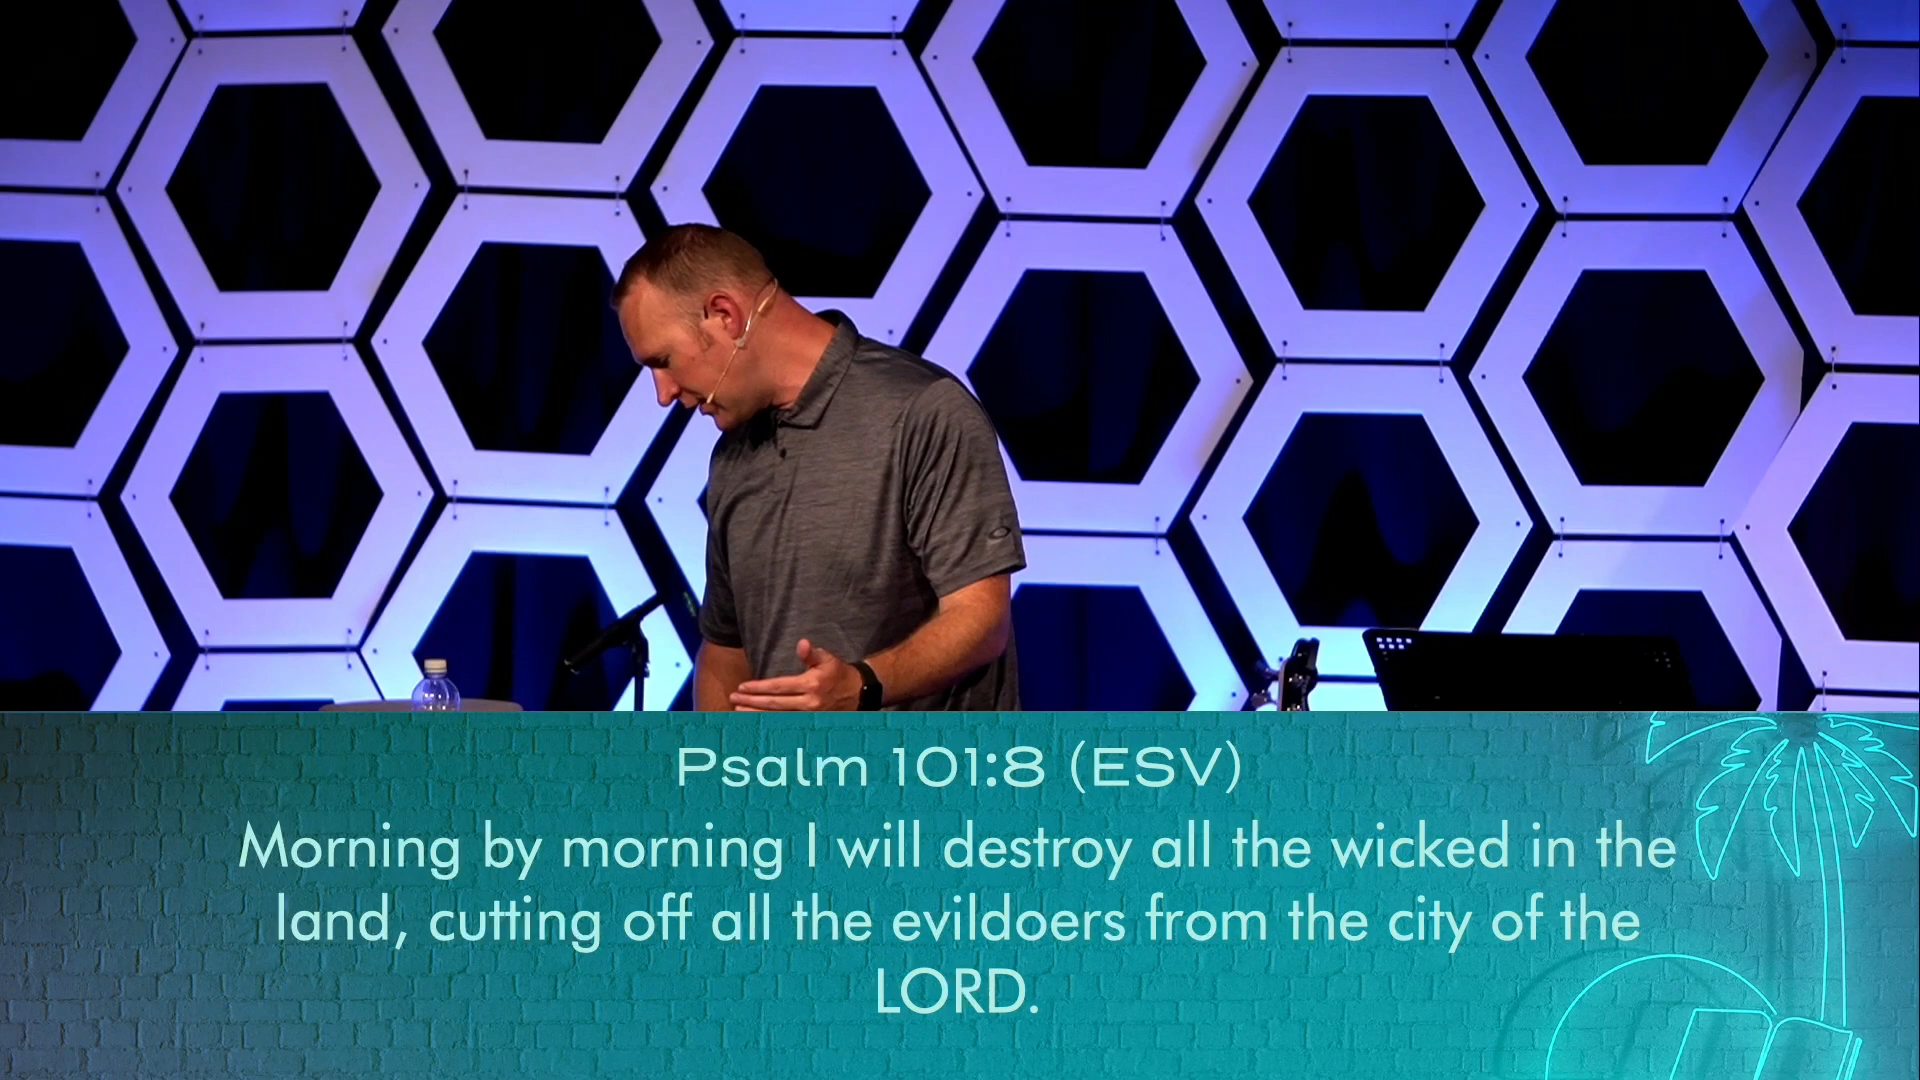 Psalm 101:8 (ESV)
Morning by morning I will destroy all the wicked in the
land, cutting off all the evildoers from the city of the
LORD.